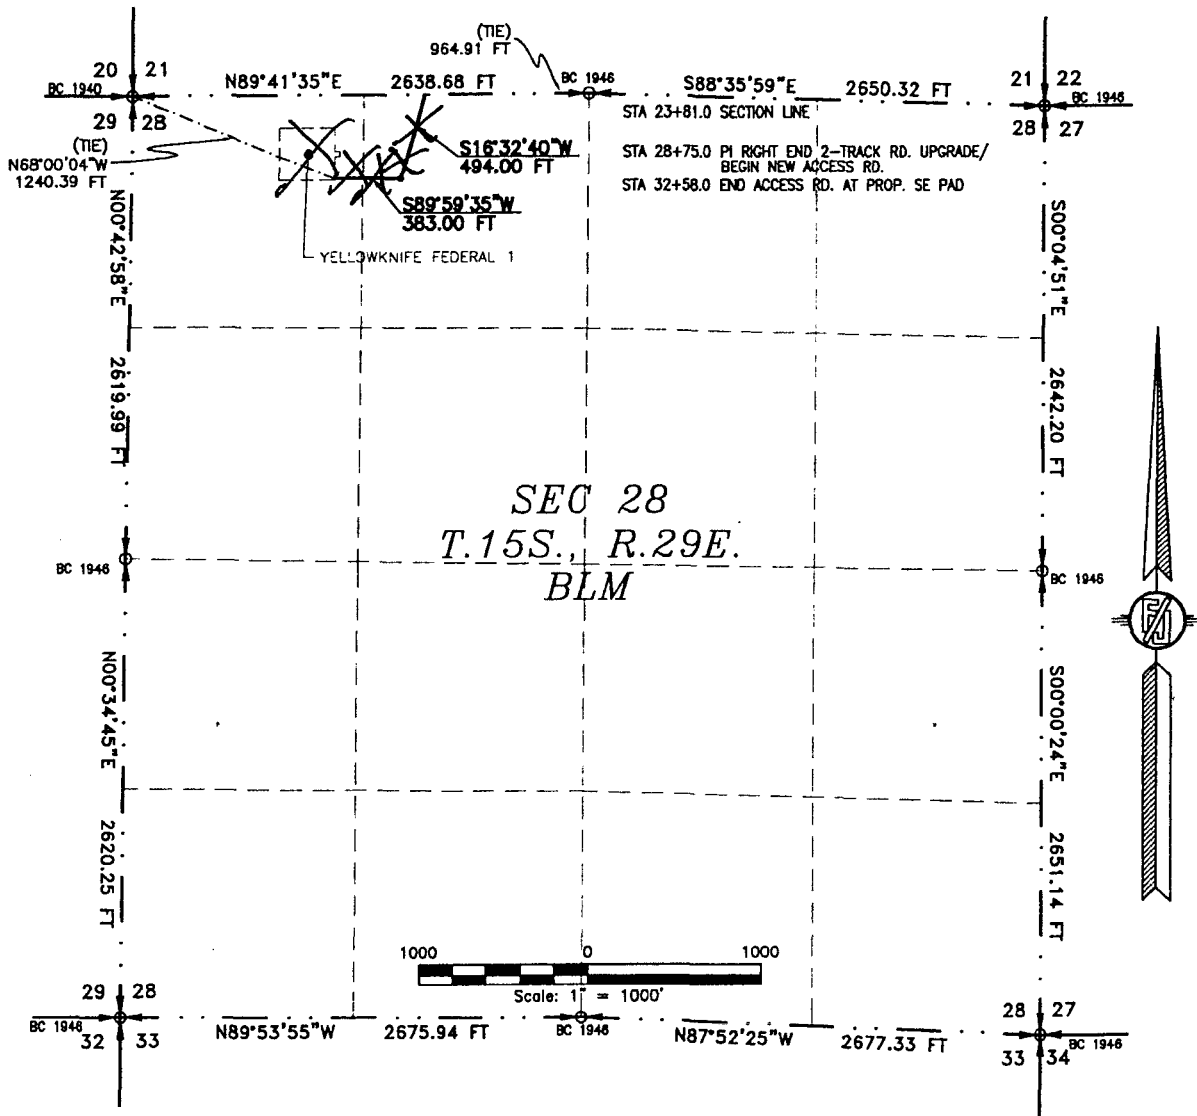 (TIE)
964.91 FT
20 21
BC 1940
29 28
N89°41'35"E 2638.68 FT
BC 1946
S88°35'59"E 2650.32 FT
21 22
BC 1946
28 27
STA 23+81.0 SECTION LINE
STA 28+75.0 PI RIGHT END 2-TRACK RD. UPGRADE/
BEGIN NEW ACCESS RD.
STA 32+58.0 END ACCESS RD. AT PROP. SE PAD
(TIE)
N68°00'04"W
1240.39 FT
S16°32'40"W
494.00 FT
S89°59'35"W
383.00 FT
YELLOWKNIFE FEDERAL 1
N00°42'58"E 2619.99 FT
S00°04'51"E 2642.20 FT
SEC 28
T.15S., R.29E.
BLM
BC 1946
BC 1946
N00°34'45"E 2620.25 FT
S00°00'24"E 2651.14 FT
1000 0 1000
Scale: 1" = 1000'
29 28
BC 1946
32 33
N89°53'55"W 2675.94 FT
BC 1946
N87°52'25"W 2677.33 FT
28 27
BC 1946
33 34